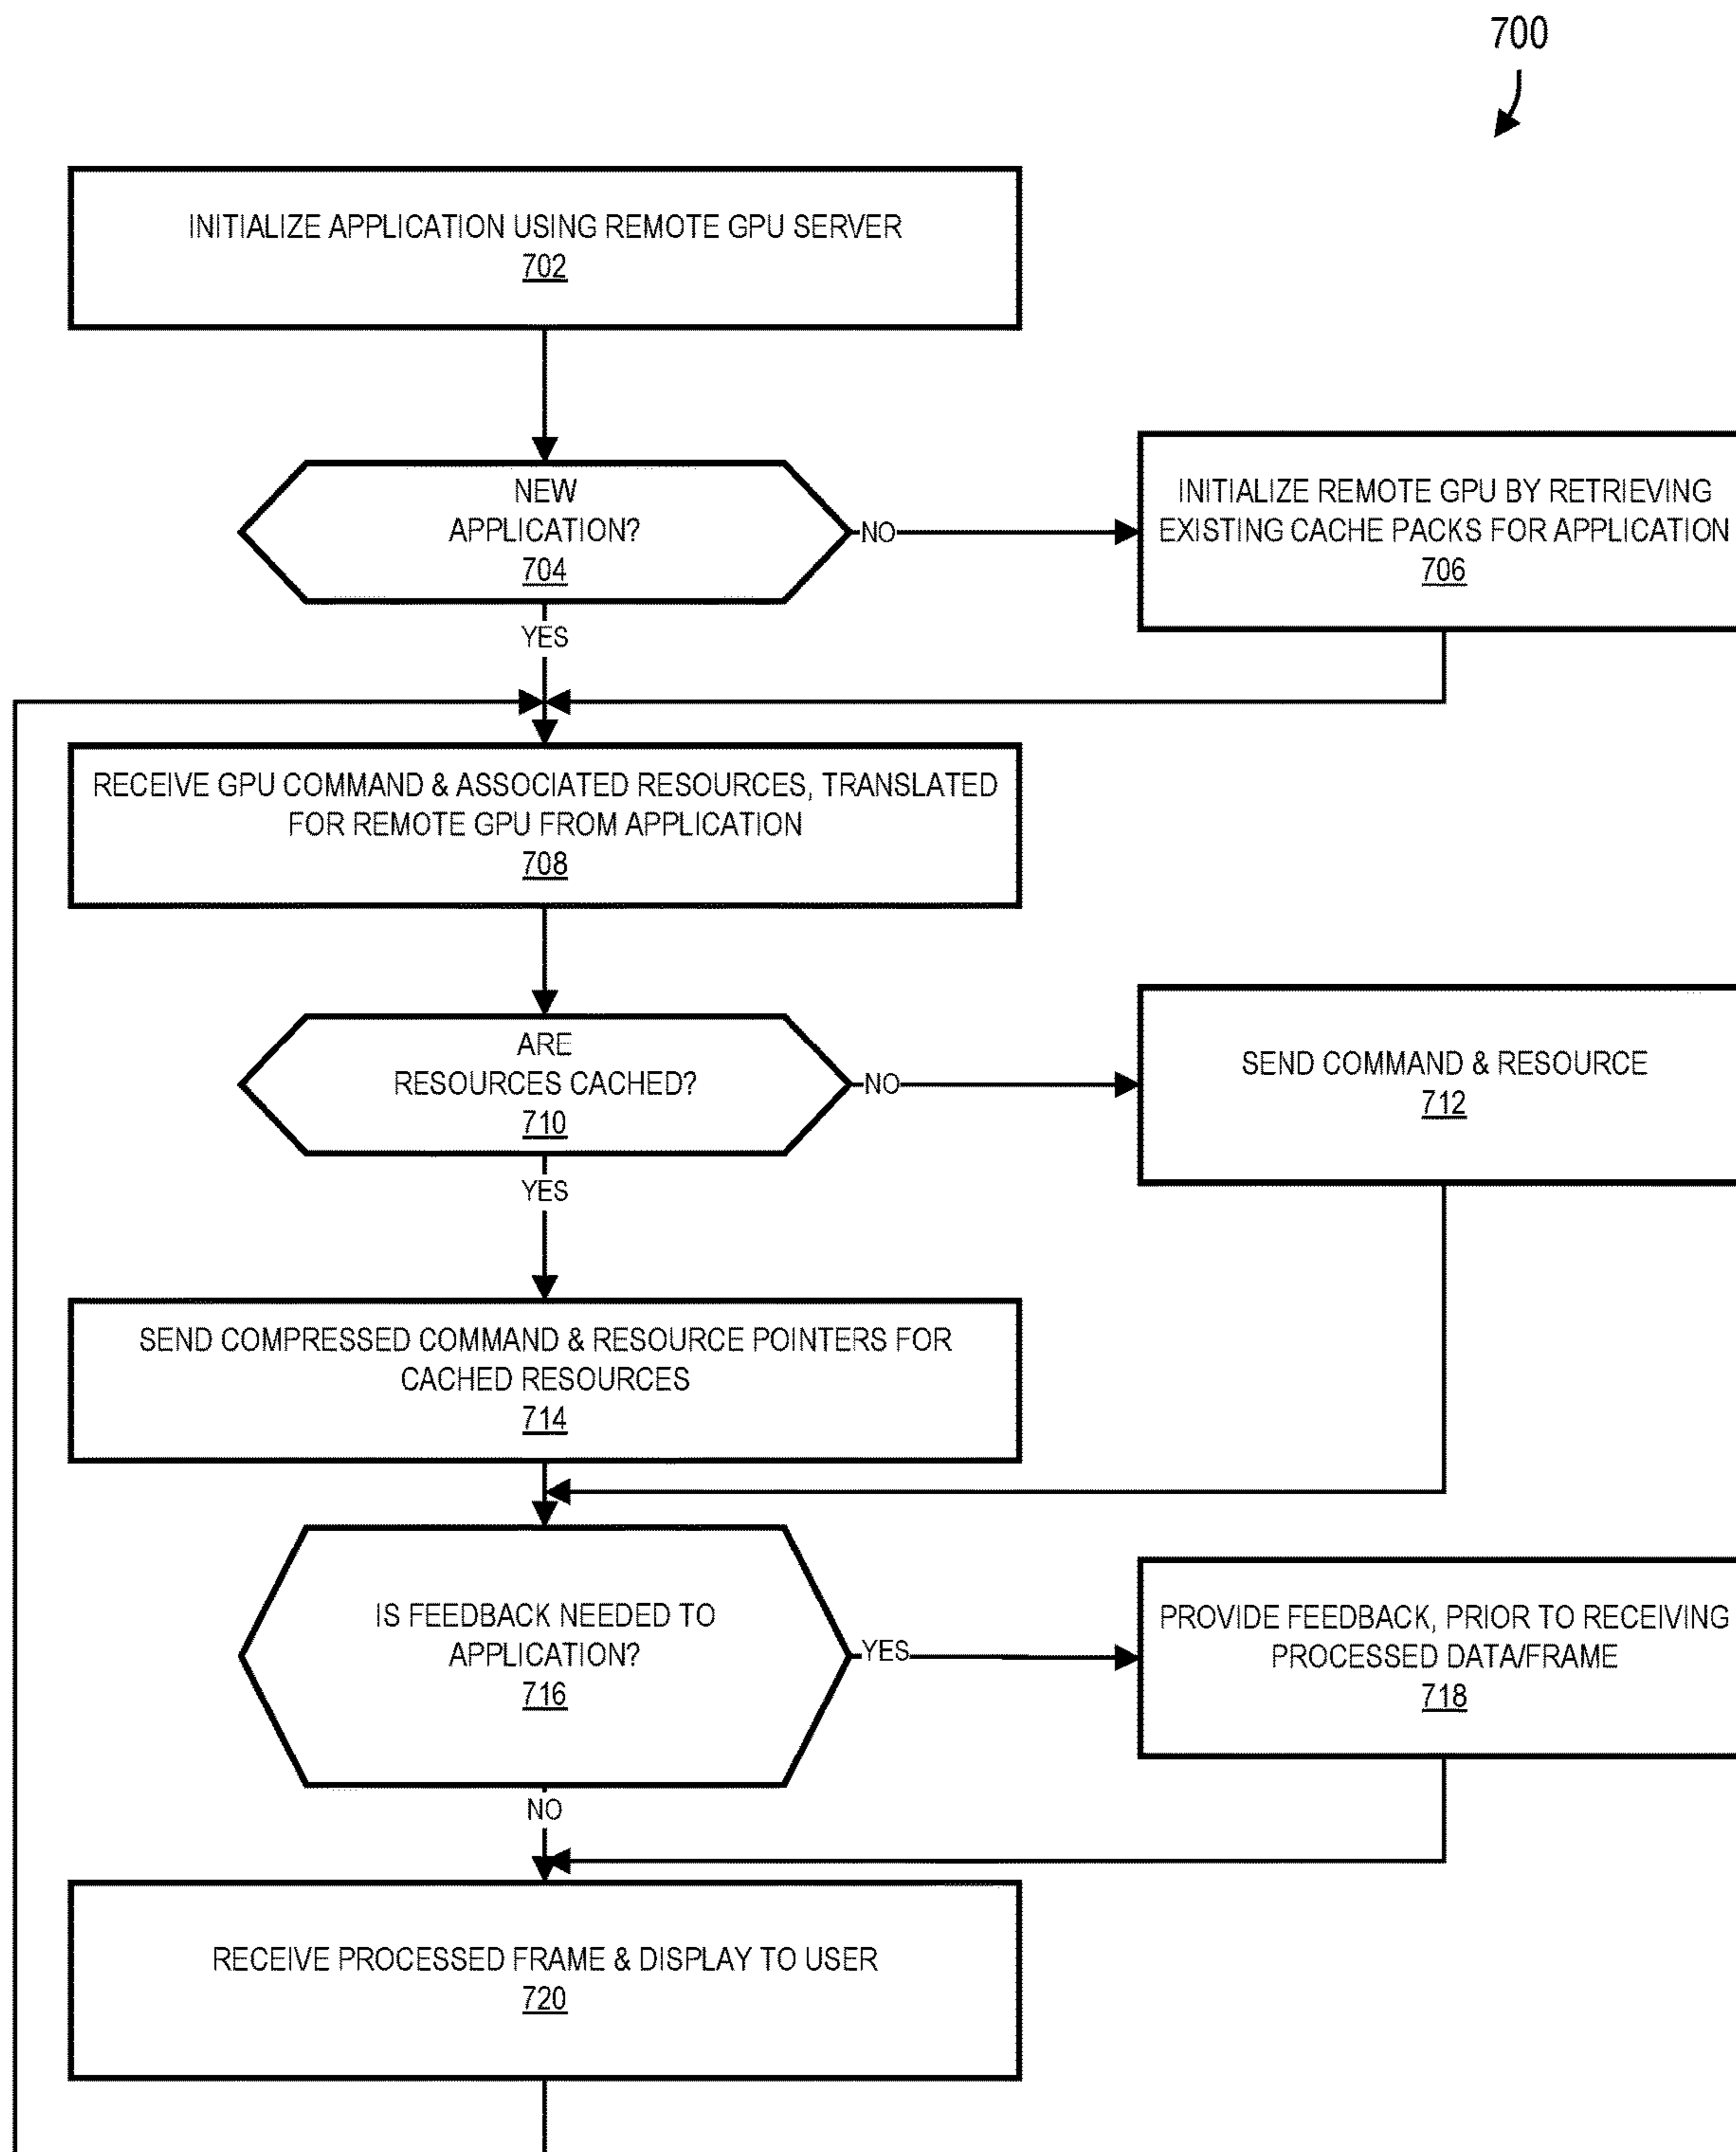 700
INITIALIZE APPLICATION USING REMOTE GPU SERVER
702
NEW
APPLICATION?
704
NO
INITIALIZE REMOTE GPU BY RETRIEVING
EXISTING CACHE PACKS FOR APPLICATION
706
YES
RECEIVE GPU COMMAND & ASSOCIATED RESOURCES, TRANSLATED
FOR REMOTE GPU FROM APPLICATION
708
ARE
RESOURCES CACHED?
710
NO
SEND COMMAND & RESOURCE
712
YES
SEND COMPRESSED COMMAND & RESOURCE POINTERS FOR
CACHED RESOURCES
714
IS FEEDBACK NEEDED TO
APPLICATION?
716
YES
PROVIDE FEEDBACK, PRIOR TO RECEIVING
PROCESSED DATA/FRAME
718
NO
RECEIVE PROCESSED FRAME & DISPLAY TO USER
720